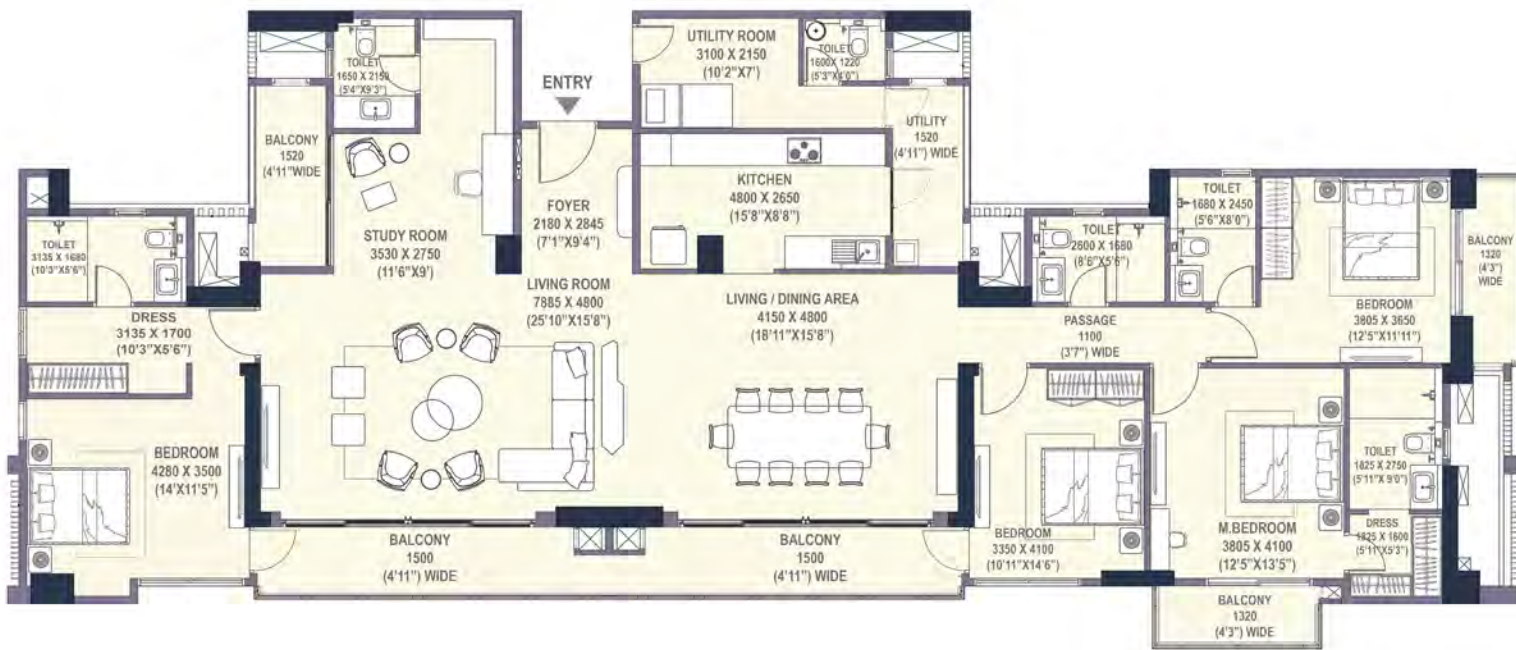 UTILITY ROOM
3100 X 2150
(10'2"X7')
TOILET
1600X 1220
(5'3"X4'0")
TOILET
1650 X 2150
(5'4"X9'3")
ENTRY
BALCONY
1520
(4'11"WIDE
UTILITY
1520
(4'11") WIDE
KITCHEN
4800 X 2650
(15'8"X8'8")
FOYER
2180 X 2845
(7'1"X9'4")
STUDY ROOM
3530 X 2750
(11'6"X9')
TOILET
3135 X 1680
(10'3"X5'6")
TOILET
2600 X 1680
(8'6"X5'6")
TOILET
1680 X 2450
(5'6"X8'0")
BALCONY
1320
(4'3")
WIDE
LIVING ROOM
7885 X 4800
(25'10"X15'8")
LIVING / DINING AREA
4150 X 4800
(18'11"X15'8")
BEDROOM
3805 X 3650
(12'5"X11'11")
DRESS
3135 X 1700
(10'3"X5'6")
PASSAGE
1100
(3'7") WIDE
BEDROOM
4280 X 3500
(14'X11'5")
TOILET
1825 X 2750
(5'11"X 9'0")
M.BEDROOM
3805 X 4100
(12'5"X13'5")
DRESS
1825 X 1600
(5'11"X5'3")
BALCONY
1500
(4'11") WIDE
BALCONY
1500
(4'11") WIDE
BEDROOM
3350 X 4100
(10'11"X14'6")
BALCONY
1320
(4'3") WIDE